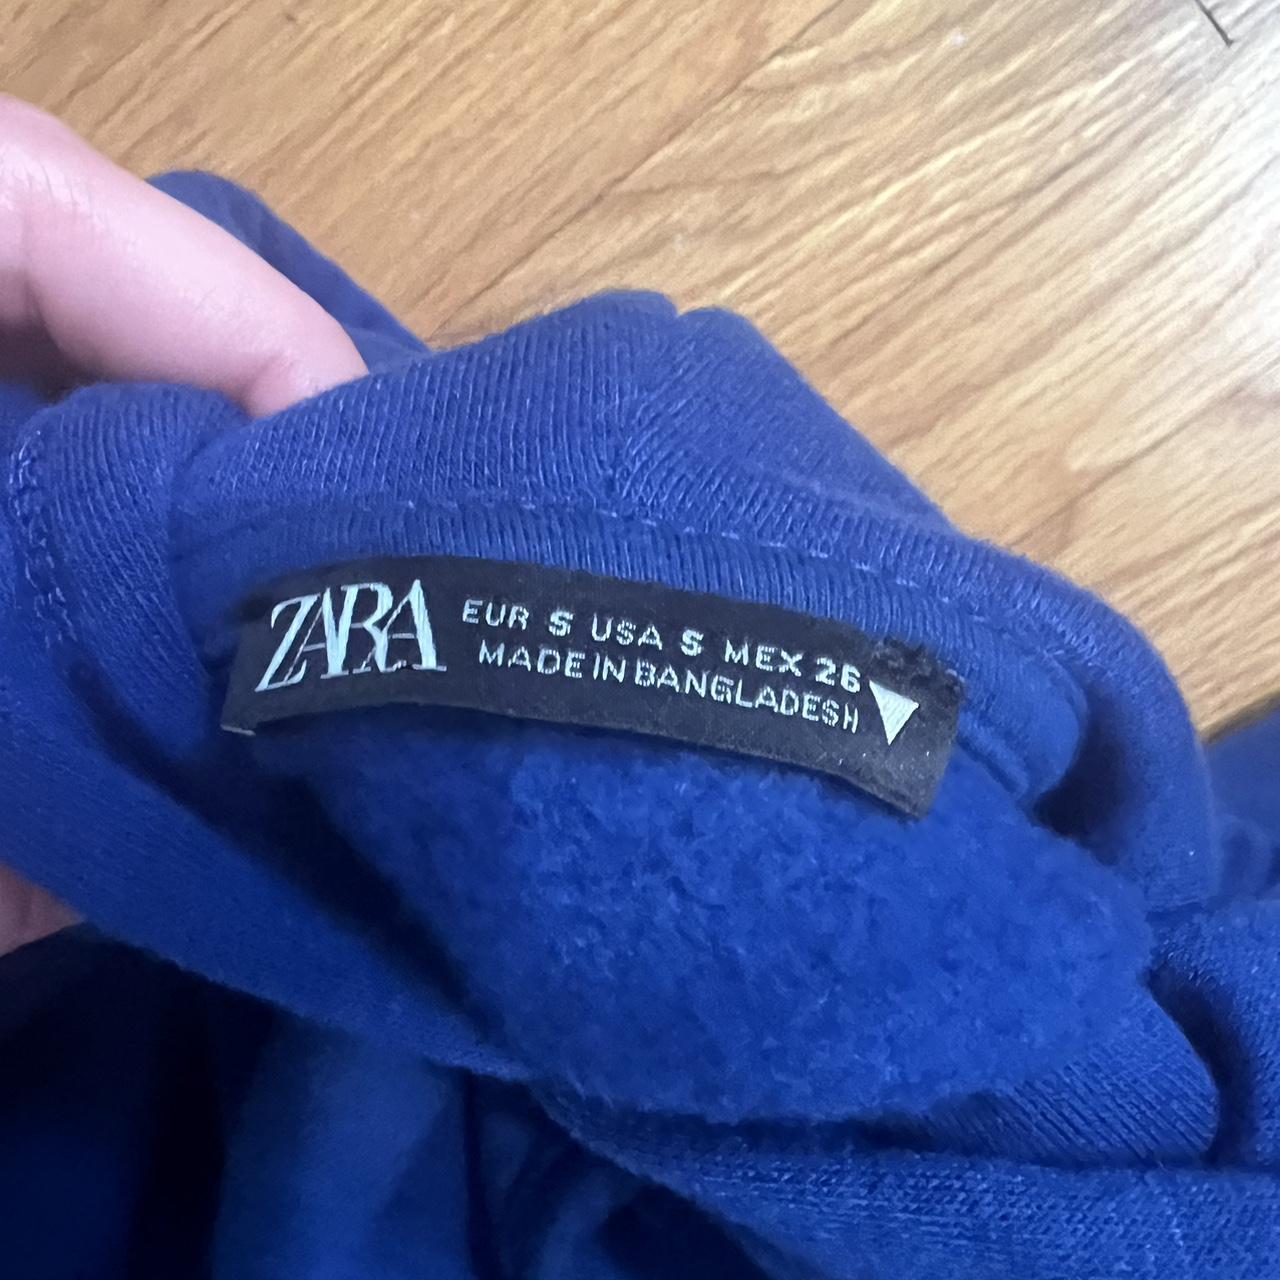 ZARA
EUR S USA S MEX 26
MADE IN BANGLADESH